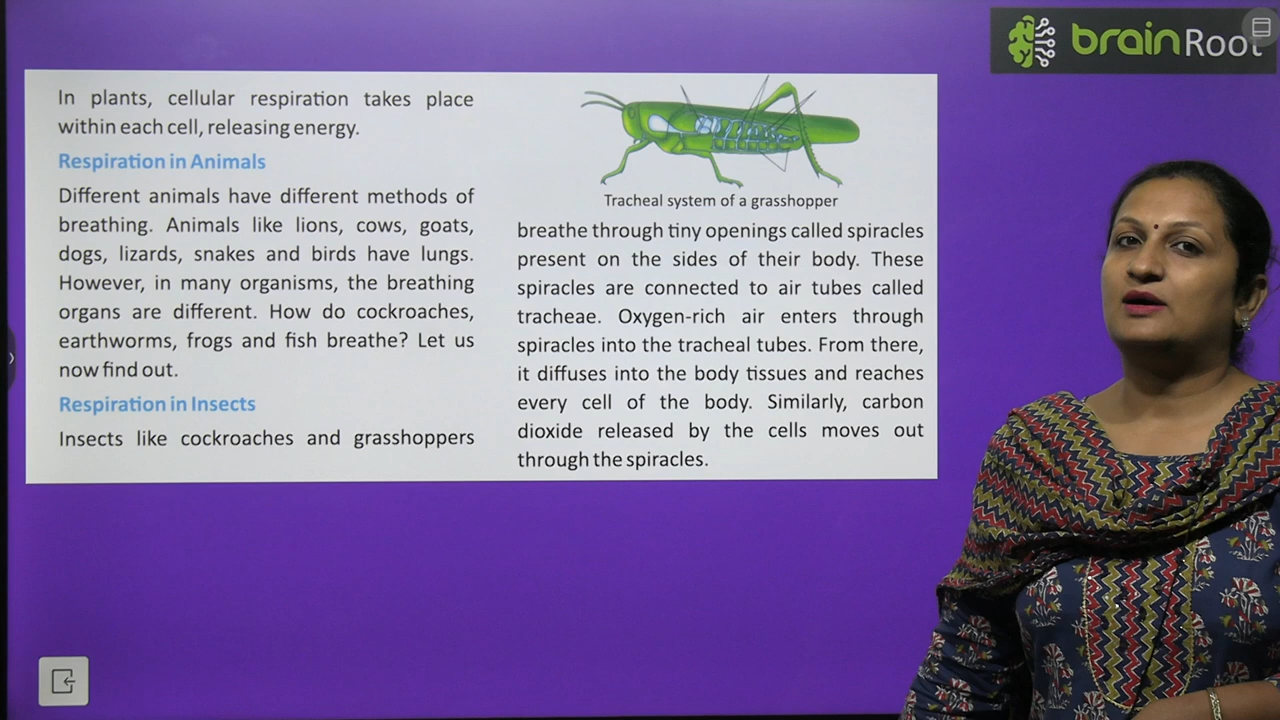 brainRoot
In plants, cellular respiration takes place
within each cell, releasing energy.
Respiration in Animals
Different animals have different methods of
breathing. Animals like lions, cows, goats,
dogs, lizards, snakes and birds have lungs.
However, in many organisms, the breathing
organs are different. How do cockroaches,
earthworms, frogs and fish breathe? Let us
now find out.
Respiration in Insects
Insects like cockroaches and grasshoppers
Tracheal system of a grasshopper
breathe through tiny openings called spiracles
present on the sides of their body. These
spiracles are connected to air tubes called
tracheae. Oxygen-rich air enters through
spiracles into the tracheal tubes. From there,
it diffuses into the body tissues and reaches
every cell of the body. Similarly, carbon
dioxide released by the cells moves out
through the spiracles.